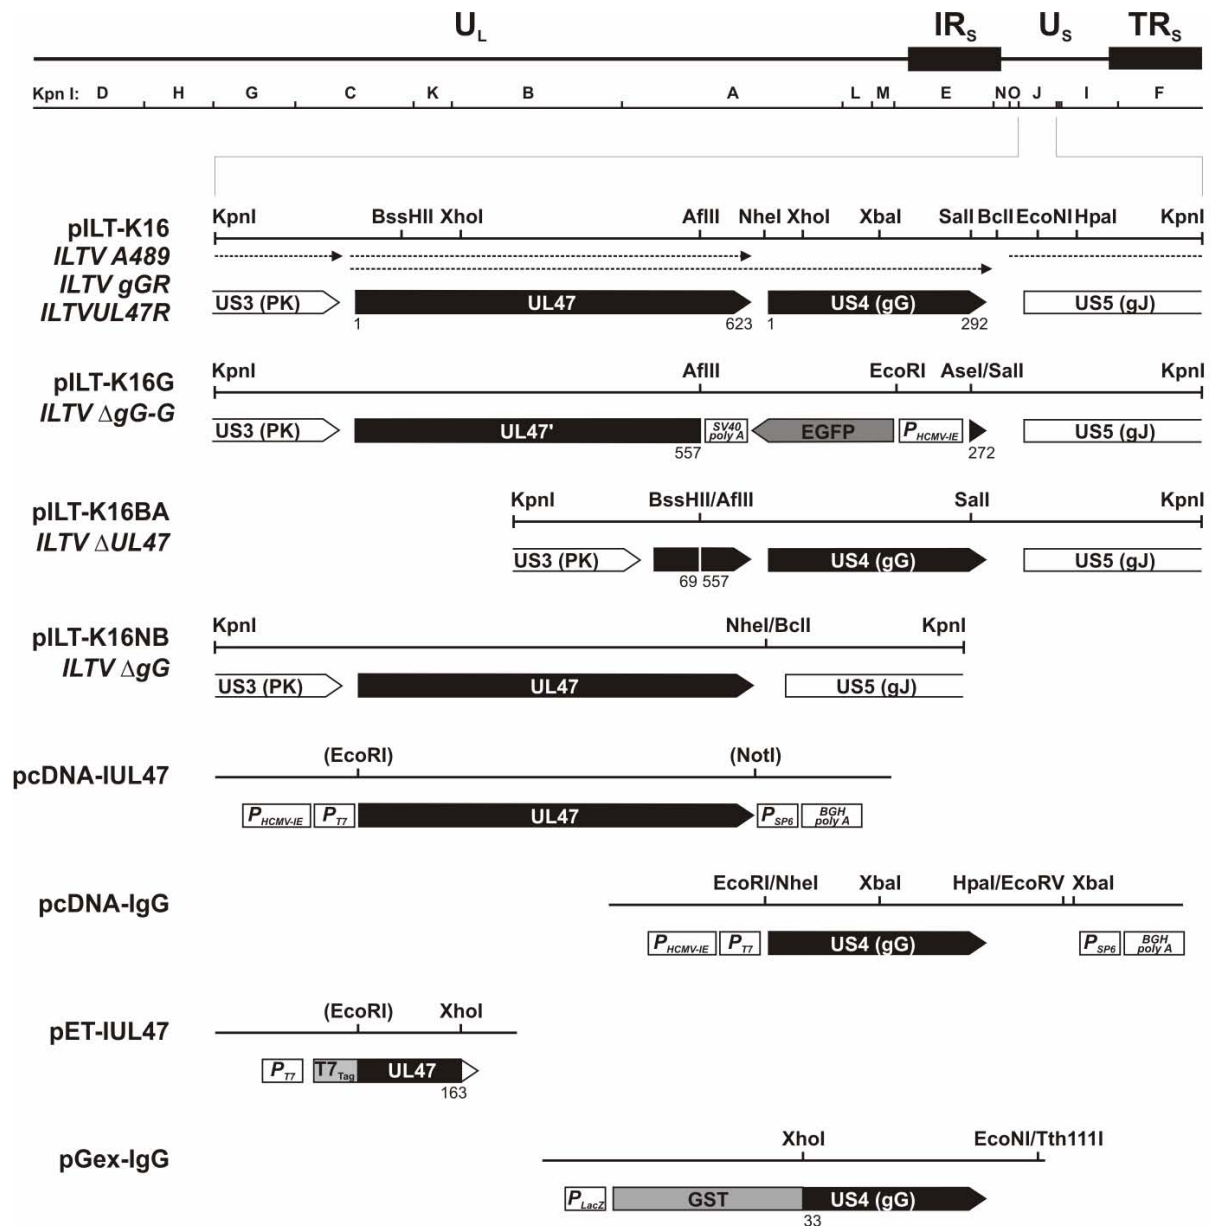 UL IRS US TRS
Kpn I: D H G C K B A L M E N O J I F
pILT-K16
ILTV A489
ILTV gGR
ILTVUL47R
KpnI BssHII XhoI AflII NheI XhoI XbaI SalI BclI EcoNI HpaI KpnI
US3 (PK) UL47 US4 (gG) US5 (gJ)
1 623 1 292
pILT-K16G
ILTV ΔgG-G
KpnI AflII EcoRI AseI/SalI KpnI
US3 (PK) UL47' SV40 poly A EGFP PHCMV-IE US5 (gJ)
557 272
pILT-K16BA
ILTV ΔUL47
KpnI BssHII/AflII SalI KpnI
US3 (PK) US4 (gG) US5 (gJ)
69 557
pILT-K16NB
ILTV ΔgG
KpnI NheI/BclI KpnI
US3 (PK) UL47 US5 (gJ)
pcDNA-IUL47
(EcoRI) (NotI)
PHCMV-IE PT7 UL47 PSP6 BGH poly A
pcDNA-IgG
EcoRI/NheI XbaI HpaI/EcoRV XbaI
PHCMV-IE PT7 US4 (gG) PSP6 BGH poly A
pET-IUL47
(EcoRI) XhoI
PT7 T7Tag UL47
163
pGex-IgG
XhoI EcoNI/Tth111I
PLacZ GST US4 (gG)
33